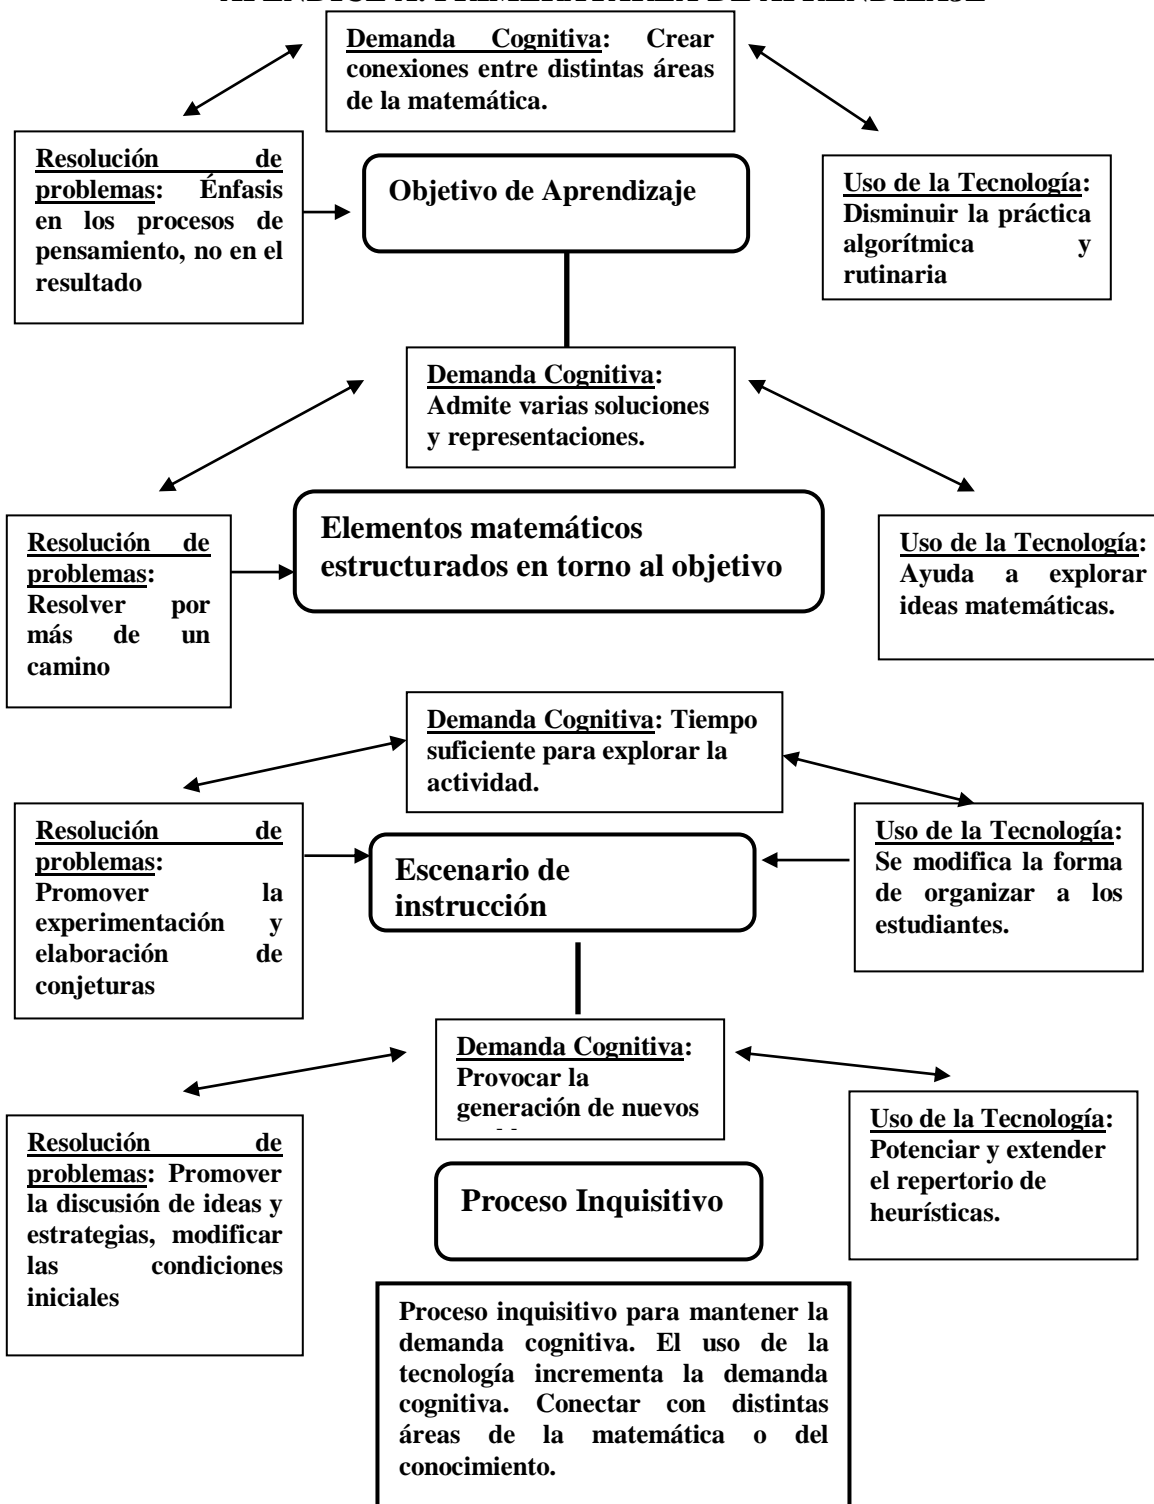 Demanda Cognitiva: Crear
conexiones entre distintas áreas
de la matemática.
Resolución de
problemas: Énfasis
en los procesos de
pensamiento, no en el
resultado
Objetivo de Aprendizaje
Uso de la Tecnología:
Disminuir la práctica
algorítmica y
rutinaria
Demanda Cognitiva:
Admite varias soluciones
y representaciones.
Resolución de
problemas:
Resolver por
más de un
camino
Elementos matemáticos
estructurados en torno al objetivo
Uso de la Tecnología:
Ayuda a explorar
ideas matemáticas.
Demanda Cognitiva: Tiempo
suficiente para explorar la
actividad.
Resolución de
problemas:
Promover la
experimentación y
elaboración de
conjeturas
Escenario de
instrucción
Uso de la Tecnología:
Se modifica la forma
de organizar a los
estudiantes.
Demanda Cognitiva:
Provocar la
generación de nuevos
Resolución de
problemas: Promover
la discusión de ideas y
estrategias, modificar
las condiciones
iniciales
Proceso Inquisitivo
Uso de la Tecnología:
Potenciar y extender
el repertorio de
heurísticas.
Proceso inquisitivo para mantener la
demanda cognitiva. El uso de la
tecnología incrementa la demanda
cognitiva. Conectar con distintas
áreas de la matemática o del
conocimiento.